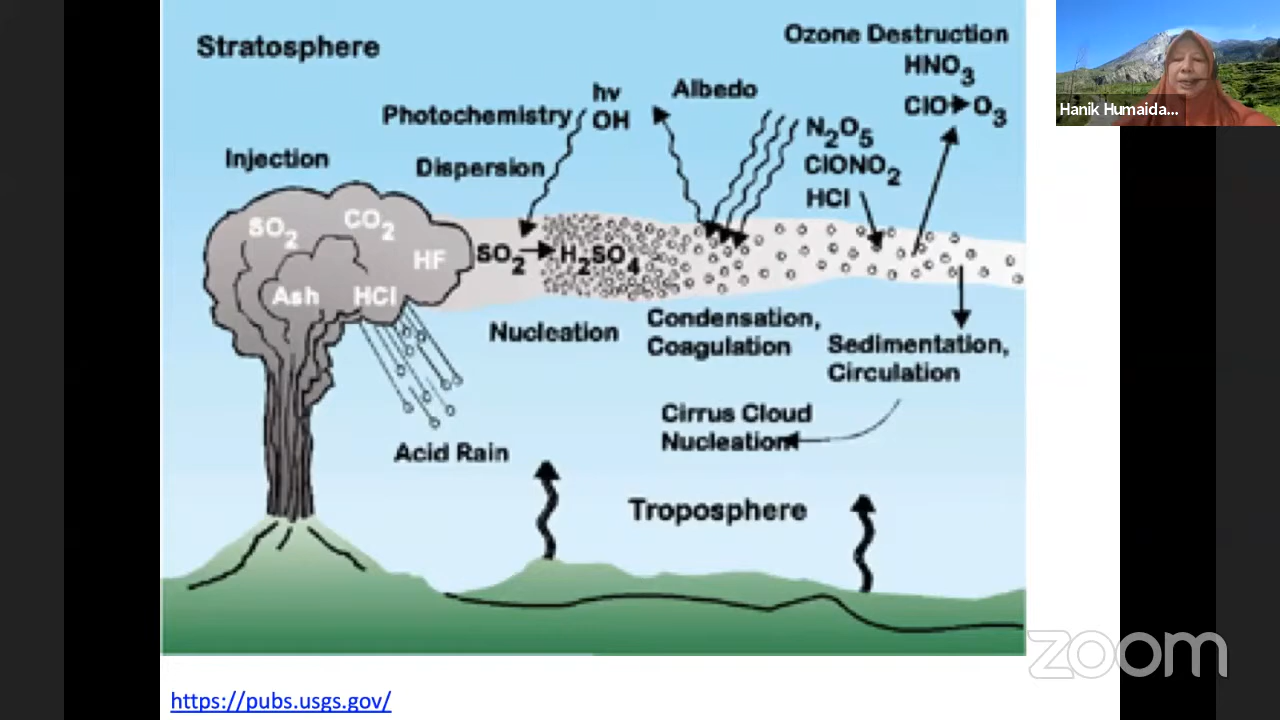 Stratosphere
Ozone Destruction
HNO3
ClO O3
hv
OH
Photochemistry
Albedo
N2O5
ClONO2
HCl
Injection
Dispersion
SO2
CO2
HF
Ash
HCl
SO2
H2SO4
Nucleation
Condensation,
Coagulation
Sedimentation,
Circulation
Cirrus Cloud
Nucleation
Acid Rain
Troposphere
https://pubs.usgs.gov/
Hanik Humaida...
zoom